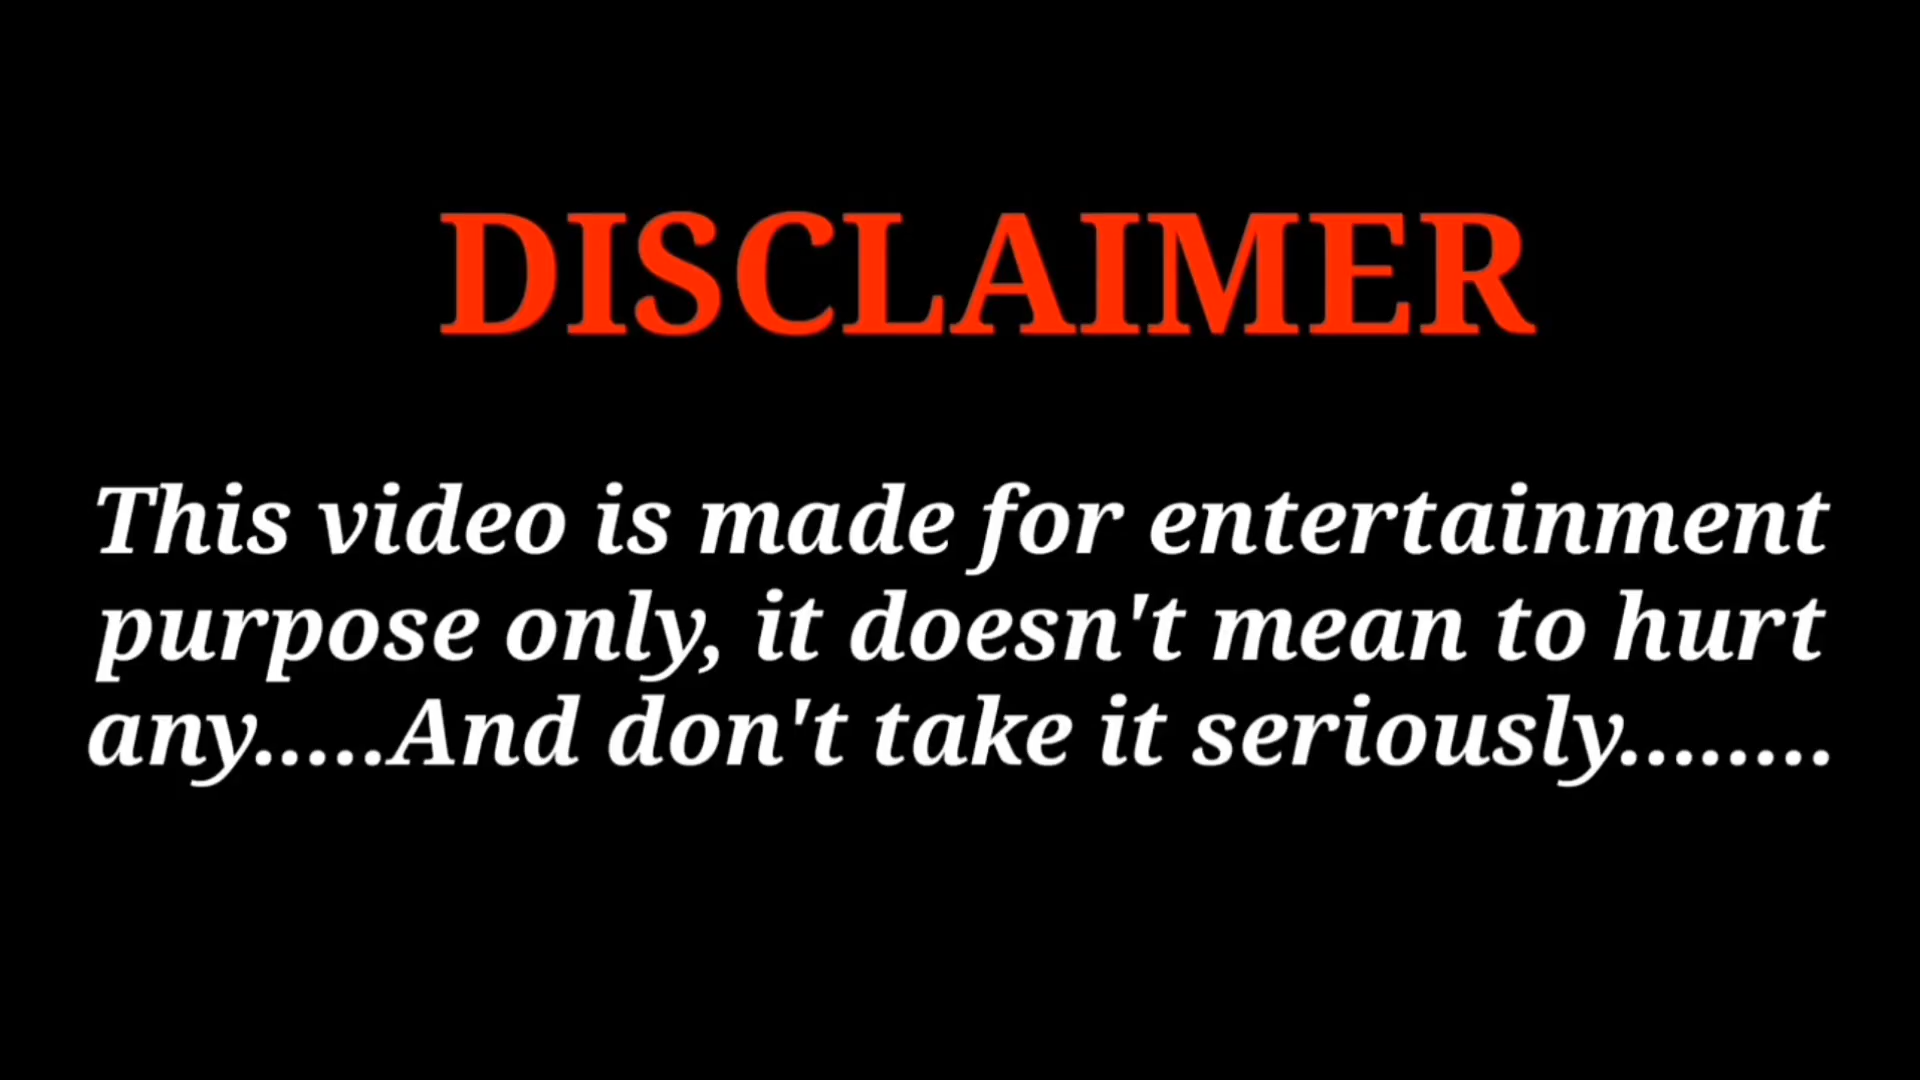 DISCLAIMER
This video is made for entertainment
purpose only, it doesn't mean to hurt
any.....And don't take it seriously........